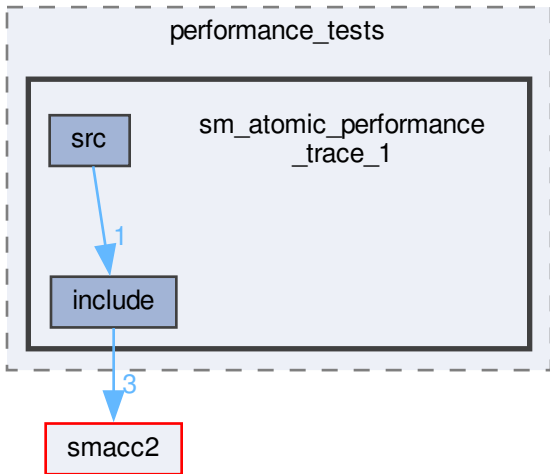 performance_tests
src
sm_atomic_performance
_trace_1
1
include
3
smacc2